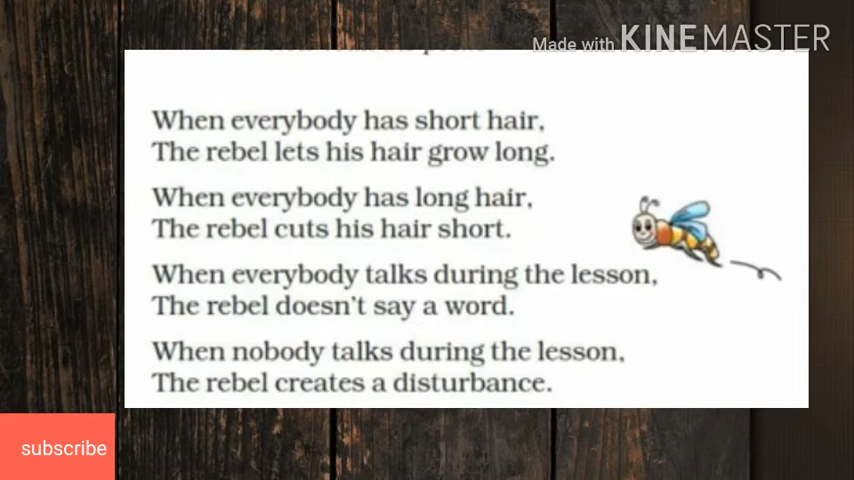 Made with KINEMASTER
When everybody has short hair,
The rebel lets his hair grow long.
When everybody has long hair,
The rebel cuts his hair short.
When everybody talks during the lesson,
The rebel doesn't say a word.
When nobody talks during the lesson,
The rebel creates a disturbance.
subscribe